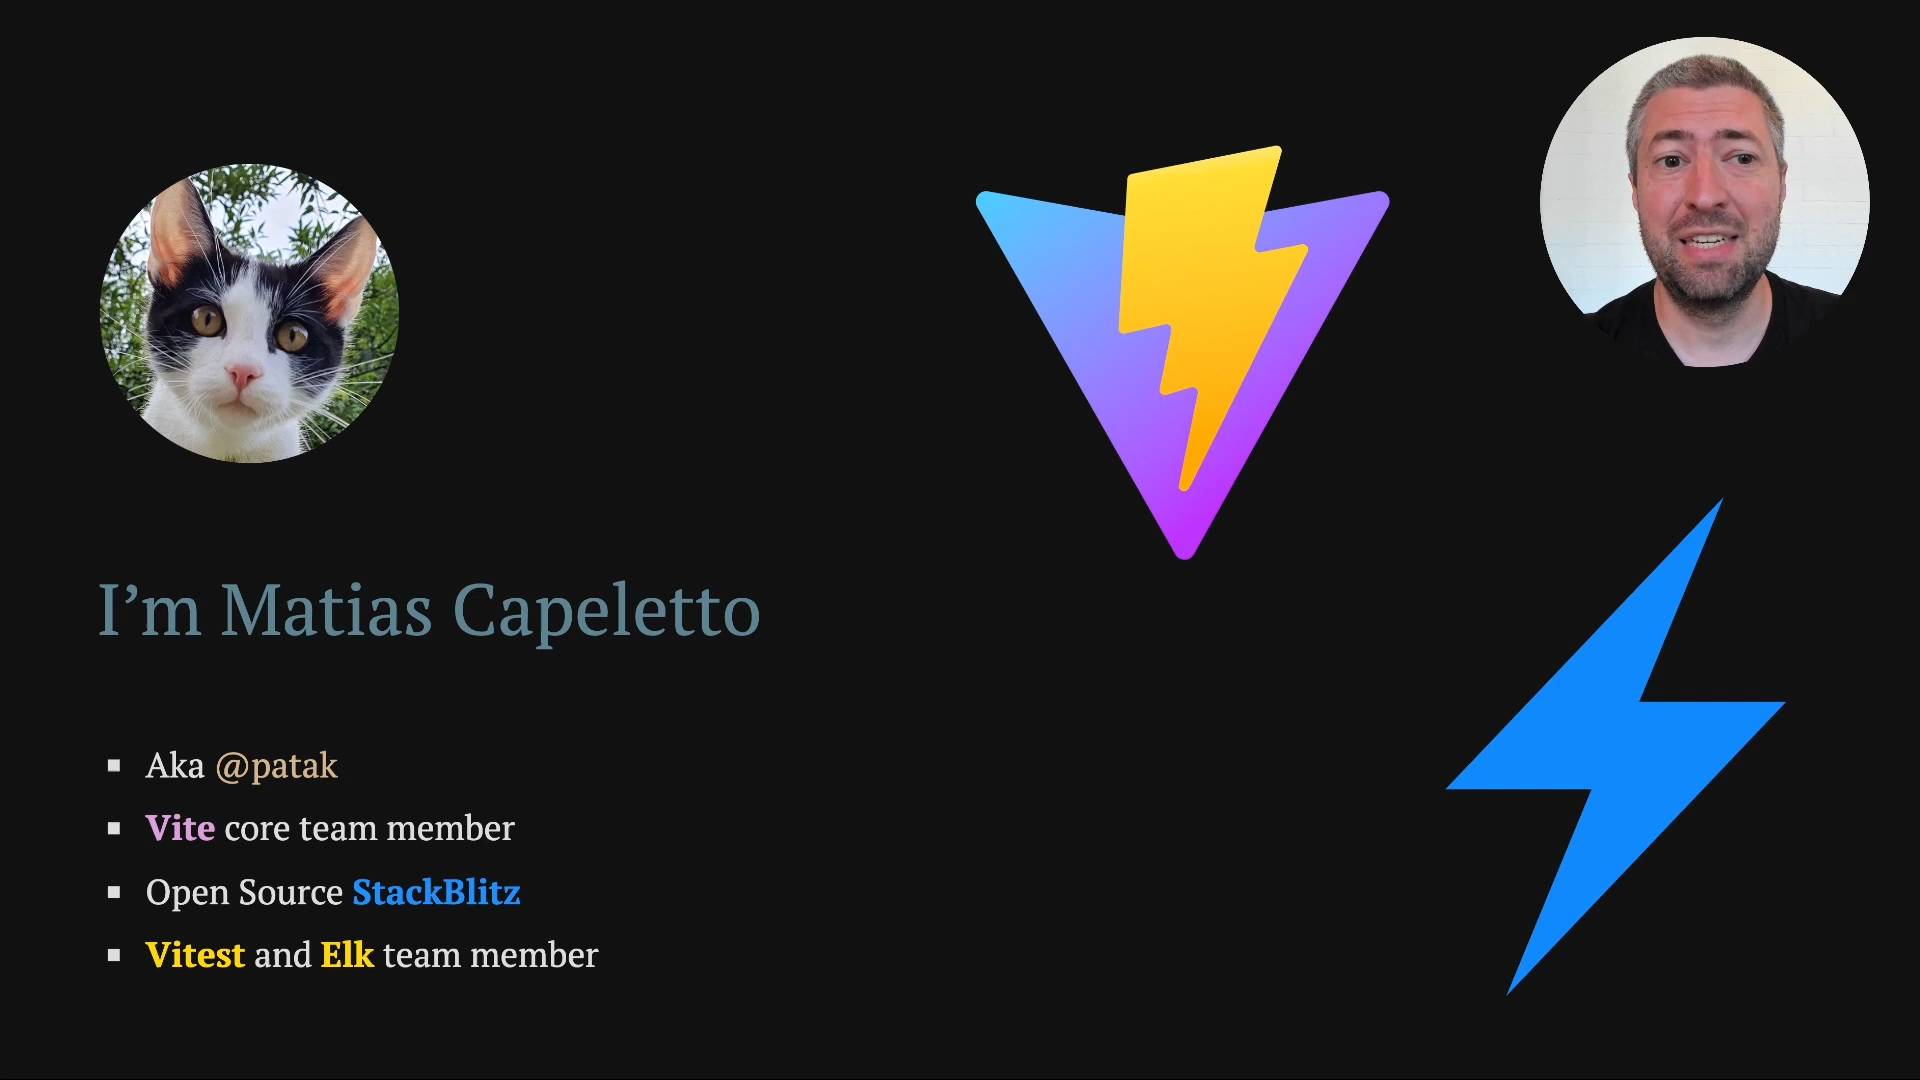 I’m Matias Capeletto
Aka @patak
Vite core team member
Open Source StackBlitz
Vitest and Elk team member